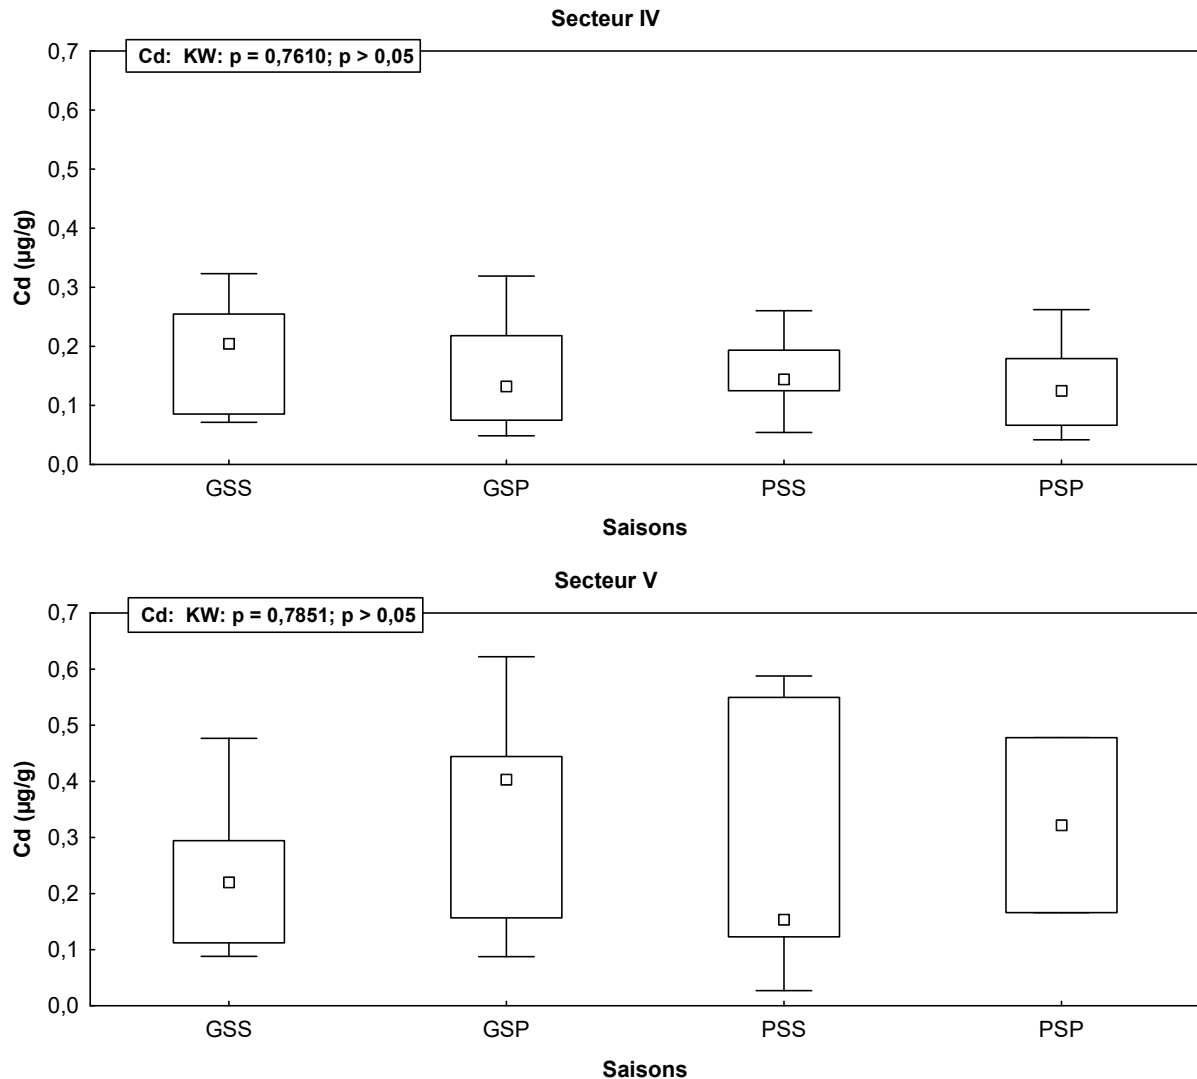 Secteur IV
Cd: KW: p = 0,7610; p > 0,05
0,7
0,6
0,5
0,4
0,3
0,2
0,1
0,0
Cd (µg/g)
GSS GSP PSS PSP
Saisons
Secteur V
Cd: KW: p = 0,7851; p > 0,05
0,7
0,6
0,5
0,4
0,3
0,2
0,1
0,0
Cd (µg/g)
GSS GSP PSS PSP
Saisons